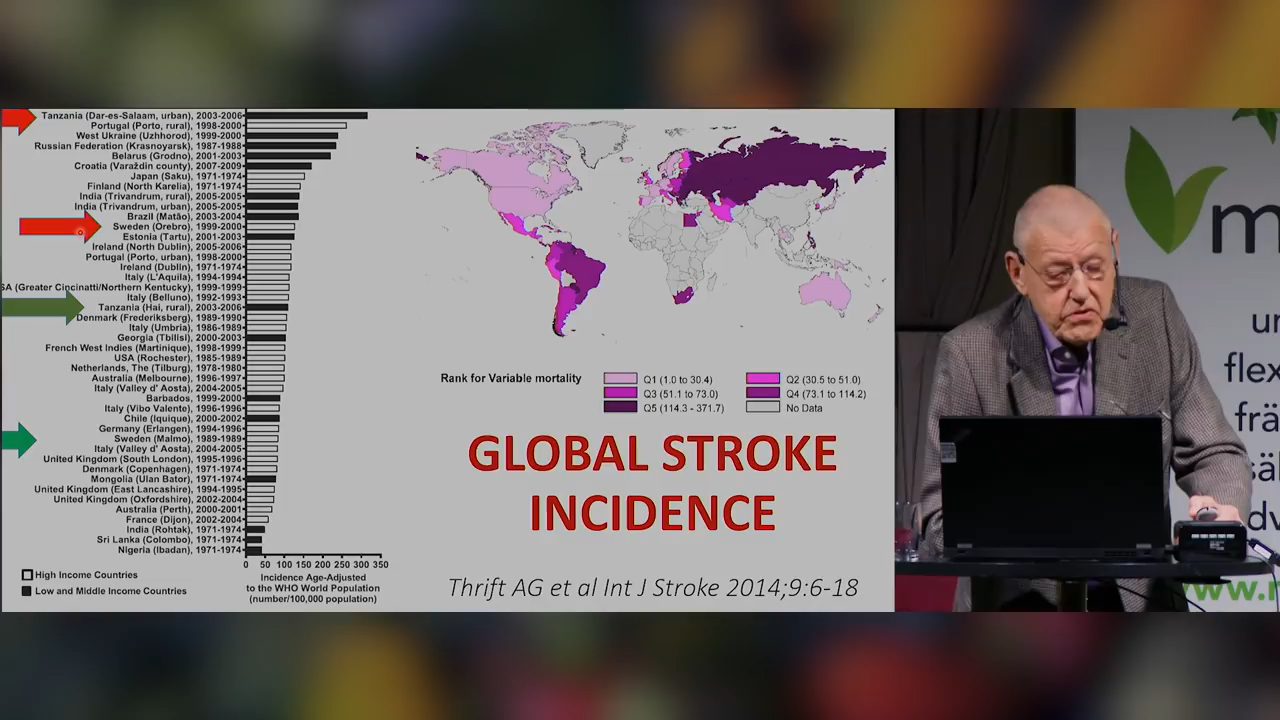 Tanzania (Dar-es-Salaam, urban), 2003-2006
Portugal (Porto, rural), 1998-2000
West Ukraine (Uzhhorod), 1999-2000
Russian Federation (Krasnoyarsk), 1987-1988
Belarus (Grodno), 2001-2003
Croatia (Varaždin county), 2007-2009
Japan (Saku), 1971-1974
Finland (North Karelia), 1971-1974
India (Trivandrum, rural), 2005-2005
India (Trivandrum, urban), 2005-2005
Brazil (Matão), 2003-2004
Sweden (Örebro), 1999-2000
Estonia (Tartu), 2001-2003
Ireland (North Dublin), 2005-2006
Portugal (Porto, urban), 1998-2000
Ireland (Dublin), 1971-1974
Italy (L'Aquila), 1994-1994
SA (Greater Cincinatti/Northern Kentucky), 1999-1999
Italy (Belluno), 1992-1993
Tanzania (Hai, rural), 2003-2006
Denmark (Frederiksberg), 1989-1990
Italy (Umbria), 1986-1989
Georgia (Tbilisi), 2000-2003
French West Indies (Martinique), 1998-1999
USA (Rochester), 1985-1989
Netherlands, The (Tilburg), 1978-1980
Australia (Melbourne), 1996-1997
Italy (Valley d' Aosta), 2004-2005
Barbados, 1999-2000
Italy (Vibo Valente), 1996-1996
Chile (Iquique), 2000-2002
Germany (Erlangen), 1994-1996
Sweden (Malmo), 1989-1989
Italy (Valley d' Aosta), 2004-2005
United Kingdom (South London), 1995-1996
Denmark (Copenhagen), 1971-1974
Mongolia (Ulan Bator), 1971-1974
United Kingdom (East Lancashire), 1994-1995
United Kingdom (Oxfordshire), 2002-2004
Australia (Perth), 2000-2001
France (Dijon), 2002-2004
India (Rohtak), 1971-1974
Sri Lanka (Colombo), 1971-1974
Nigeria (Ibadan), 1971-1974
0 50 100 150 200 250 300 350
Incidence Age-Adjusted
to the WHO World Population
(number/100,000 population)
High Income Countries
Low and Middle Income Countries
Rank for Variable mortality
Q1 (1.0 to 30.4)
Q2 (30.5 to 51.0)
Q3 (51.1 to 73.0)
Q4 (73.1 to 114.2)
Q5 (114.3 - 371.7)
No Data
GLOBAL STROKE
INCIDENCE
Thrift AG et al Int J Stroke 2014;9:6-18
m
un
flex
frä
säl
dv
www.r